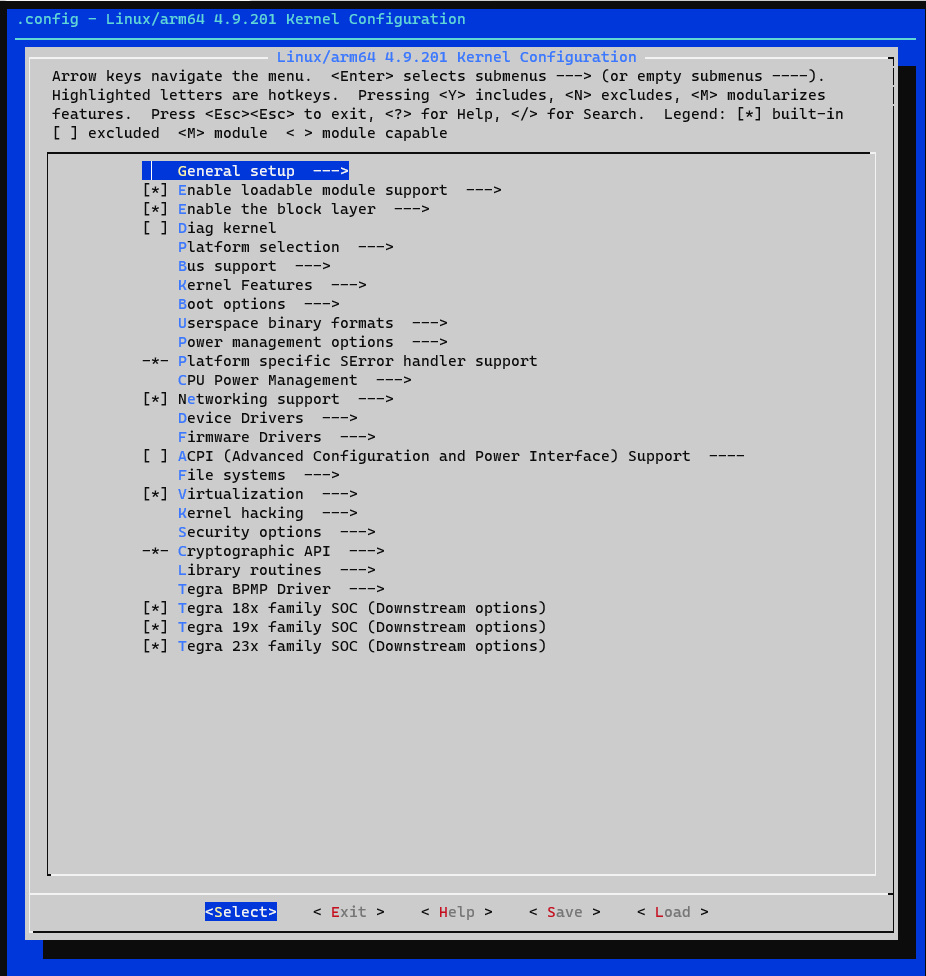 .config - Linux/arm64 4.9.201 Kernel Configuration
Linux/arm64 4.9.201 Kernel Configuration
Arrow keys navigate the menu.  <Enter> selects submenus ---> (or empty submenus ----).
Highlighted letters are hotkeys.  Pressing <Y> includes, <N> excludes, <M> modularizes
features.  Press <Esc><Esc> to exit, <?> for Help, </> for Search.  Legend: [*] built-in
[ ] excluded  <M> module  < > module capable
General setup  --->
[*] Enable loadable module support  --->
[*] Enable the block layer  --->
[ ] Diag kernel
Platform selection  --->
Bus support  --->
Kernel Features  --->
Boot options  --->
Userspace binary formats  --->
Power management options  --->
-*- Platform specific SError handler support
CPU Power Management  --->
[*] Networking support  --->
Device Drivers  --->
Firmware Drivers  --->
[ ] ACPI (Advanced Configuration and Power Interface) Support  ----
File systems  --->
[*] Virtualization  --->
Kernel hacking  --->
Security options  --->
-*- Cryptographic API  --->
Library routines  --->
Tegra BPMP Driver  --->
[*] Tegra 18x family SOC (Downstream options)
[*] Tegra 19x family SOC (Downstream options)
[*] Tegra 23x family SOC (Downstream options)
<Select>    < Exit >    < Help >    < Save >    < Load >